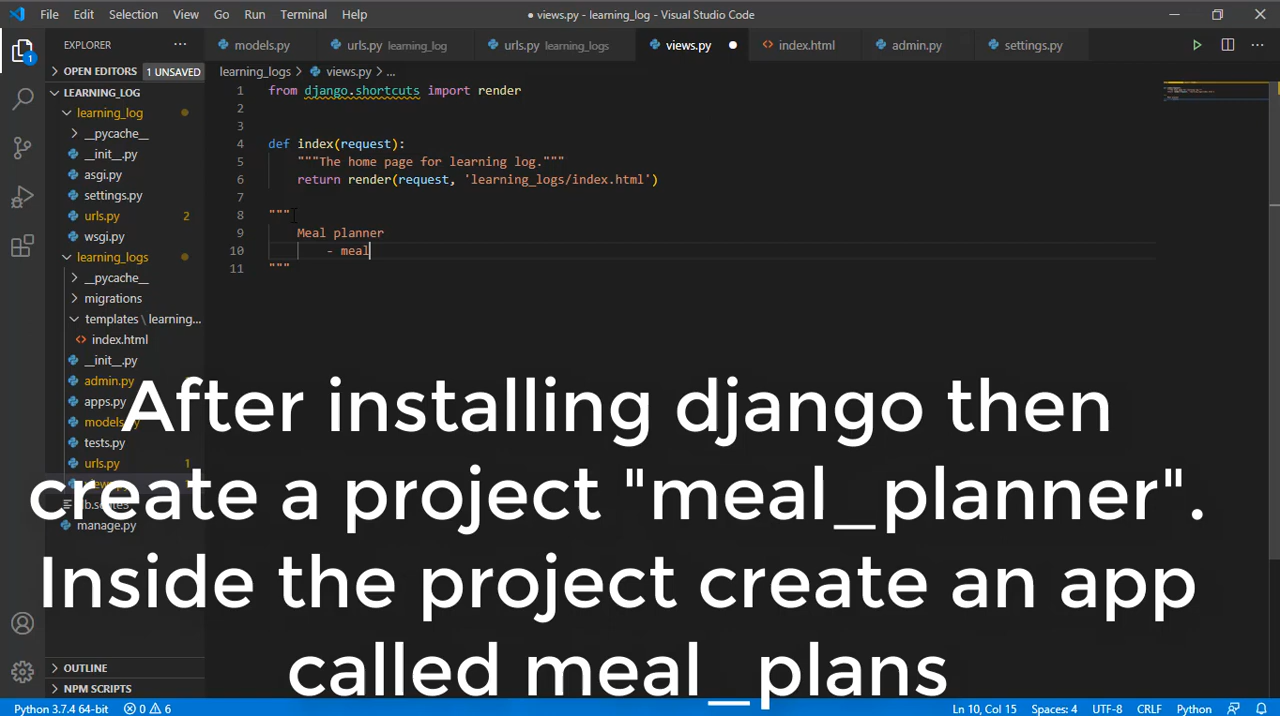 File Edit Selection View Go Run Terminal Help
● views.py - learning_log - Visual Studio Code
EXPLORER ...
models.py urls.py learning_log urls.py learning_logs views.py ● index.html admin.py settings.py
OPEN EDITORS 1 UNSAVED
learning_logs > views.py > ...
LEARNING_LOG
learning_log
__pycache__
__init__.py
asgi.py
settings.py
urls.py 2
wsgi.py
learning_logs
__pycache__
migrations
templates \ learning...
index.html
__init__.py
admin.py
apps.py
tests.py
urls.py 1
manage.py
OUTLINE
NPM SCRIPTS
1 from django.shortcuts import render
2
3
4 def index(request):
5 """The home page for learning log."""
6 return render(request, 'learning_logs/index.html')
7
8 """
9 Meal planner
10 - meal
11 """
After installing django then
create a project "meal_planner".
Inside the project create an app
called meal_plans
Python 3.7.4 64-bit 0 6 Ln 10, Col 15 Spaces: 4 UTF-8 CRLF Python